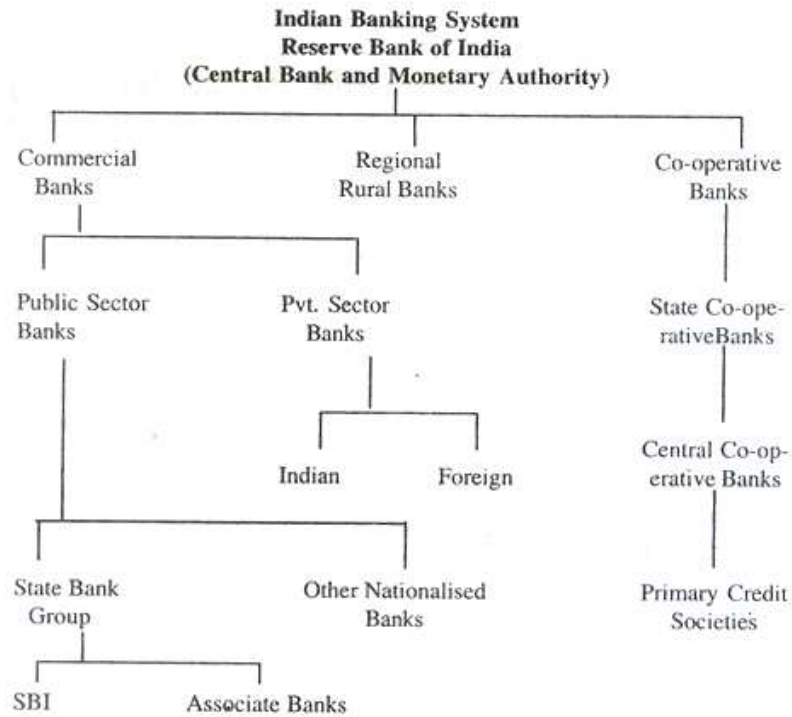 Indian Banking System
Reserve Bank of India
(Central Bank and Monetary Authority)
Commercial
Banks
Regional
Rural Banks
Co-operative
Banks
Public Sector
Banks
Pvt. Sector
Banks
State Co-ope-
rativeBanks
Indian
Foreign
Central Co-op-
erative Banks
State Bank
Group
Other Nationalised
Banks
Primary Credit
Societies
SBI
Associate Banks